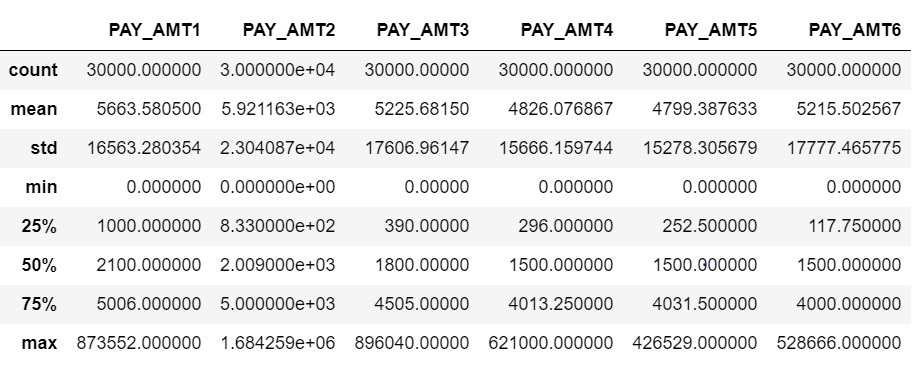 PAY_AMT1 PAY_AMT2 PAY_AMT3 PAY_AMT4 PAY_AMT5 PAY_AMT6
count 30000.000000 3.000000e+04 30000.00000 30000.000000 30000.000000 30000.000000
mean 5663.580500 5.921163e+03 5225.68150 4826.076867 4799.387633 5215.502567
std 16563.280354 2.304087e+04 17606.96147 15666.159744 15278.305679 17777.465775
min 0.000000 0.000000e+00 0.00000 0.000000 0.000000 0.000000
25% 1000.000000 8.330000e+02 390.00000 296.000000 252.500000 117.750000
50% 2100.000000 2.009000e+03 1800.00000 1500.000000 1500.000000 1500.000000
75% 5006.000000 5.000000e+03 4505.00000 4013.250000 4031.500000 4000.000000
max 873552.000000 1.684259e+06 896040.00000 621000.000000 426529.000000 528666.000000